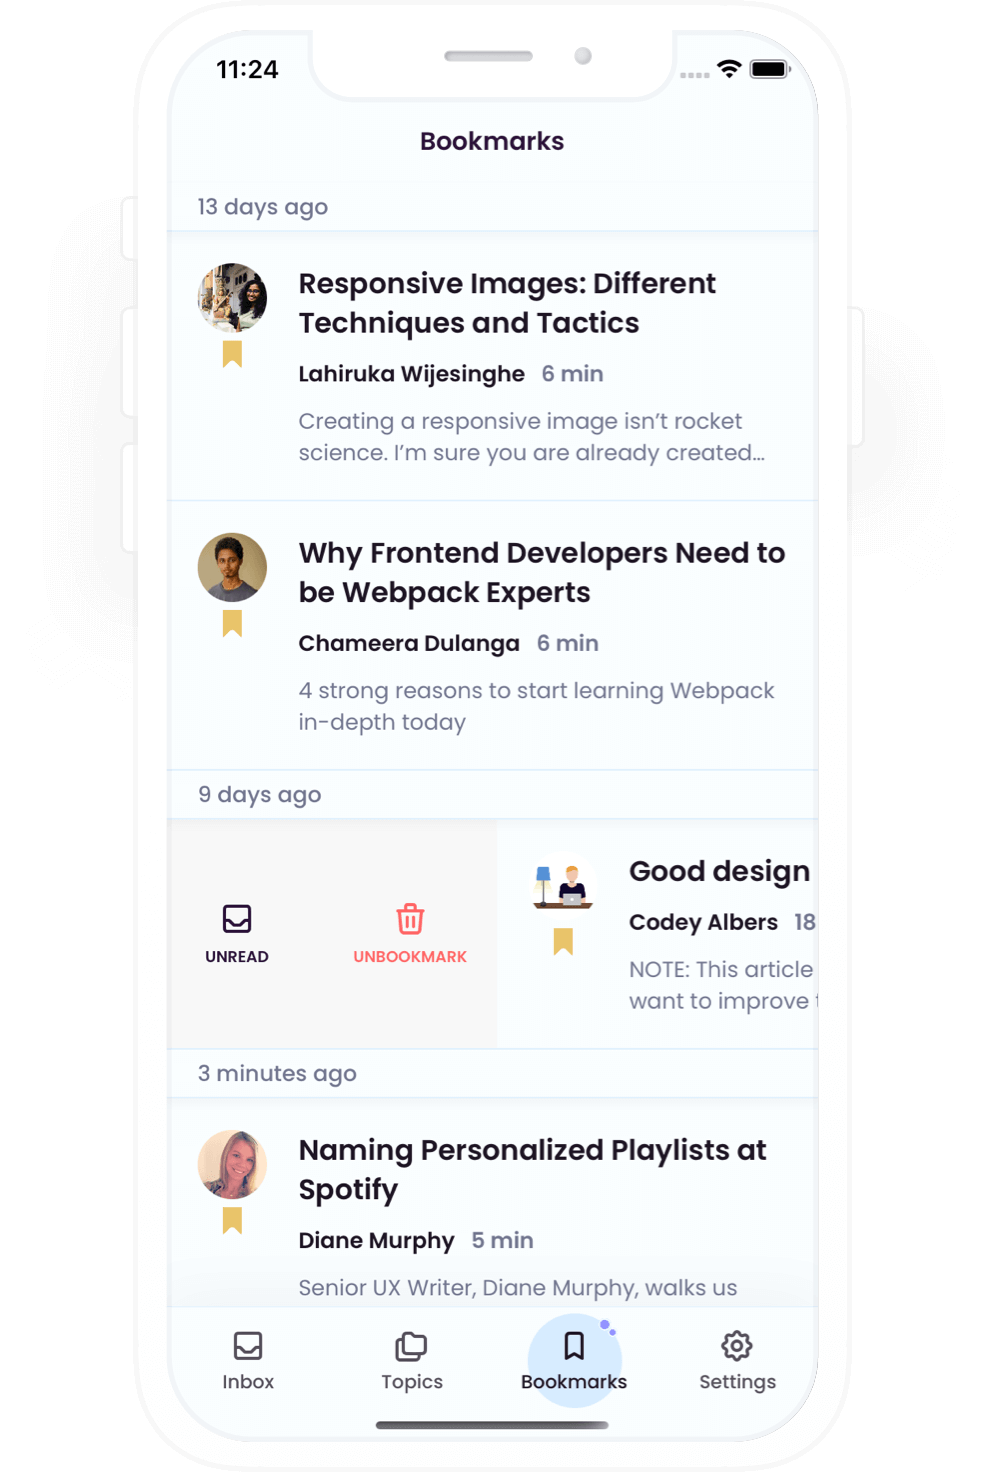 11:24
Bookmarks
13 days ago
Responsive Images: Different
Techniques and Tactics
Lahiruka Wijesinghe 6 min
Creating a responsive image isn’t rocket
science. I’m sure you are already created...
Why Frontend Developers Need to
be Webpack Experts
Chameera Dulanga 6 min
4 strong reasons to start learning Webpack
in-depth today
9 days ago
UNREAD
UNBOOKMARK
Good design
Codey Albers 18
NOTE: This article
want to improve
3 minutes ago
Naming Personalized Playlists at
Spotify
Diane Murphy 5 min
Senior UX Writer, Diane Murphy, walks us
Inbox
Topics
Bookmarks
Settings